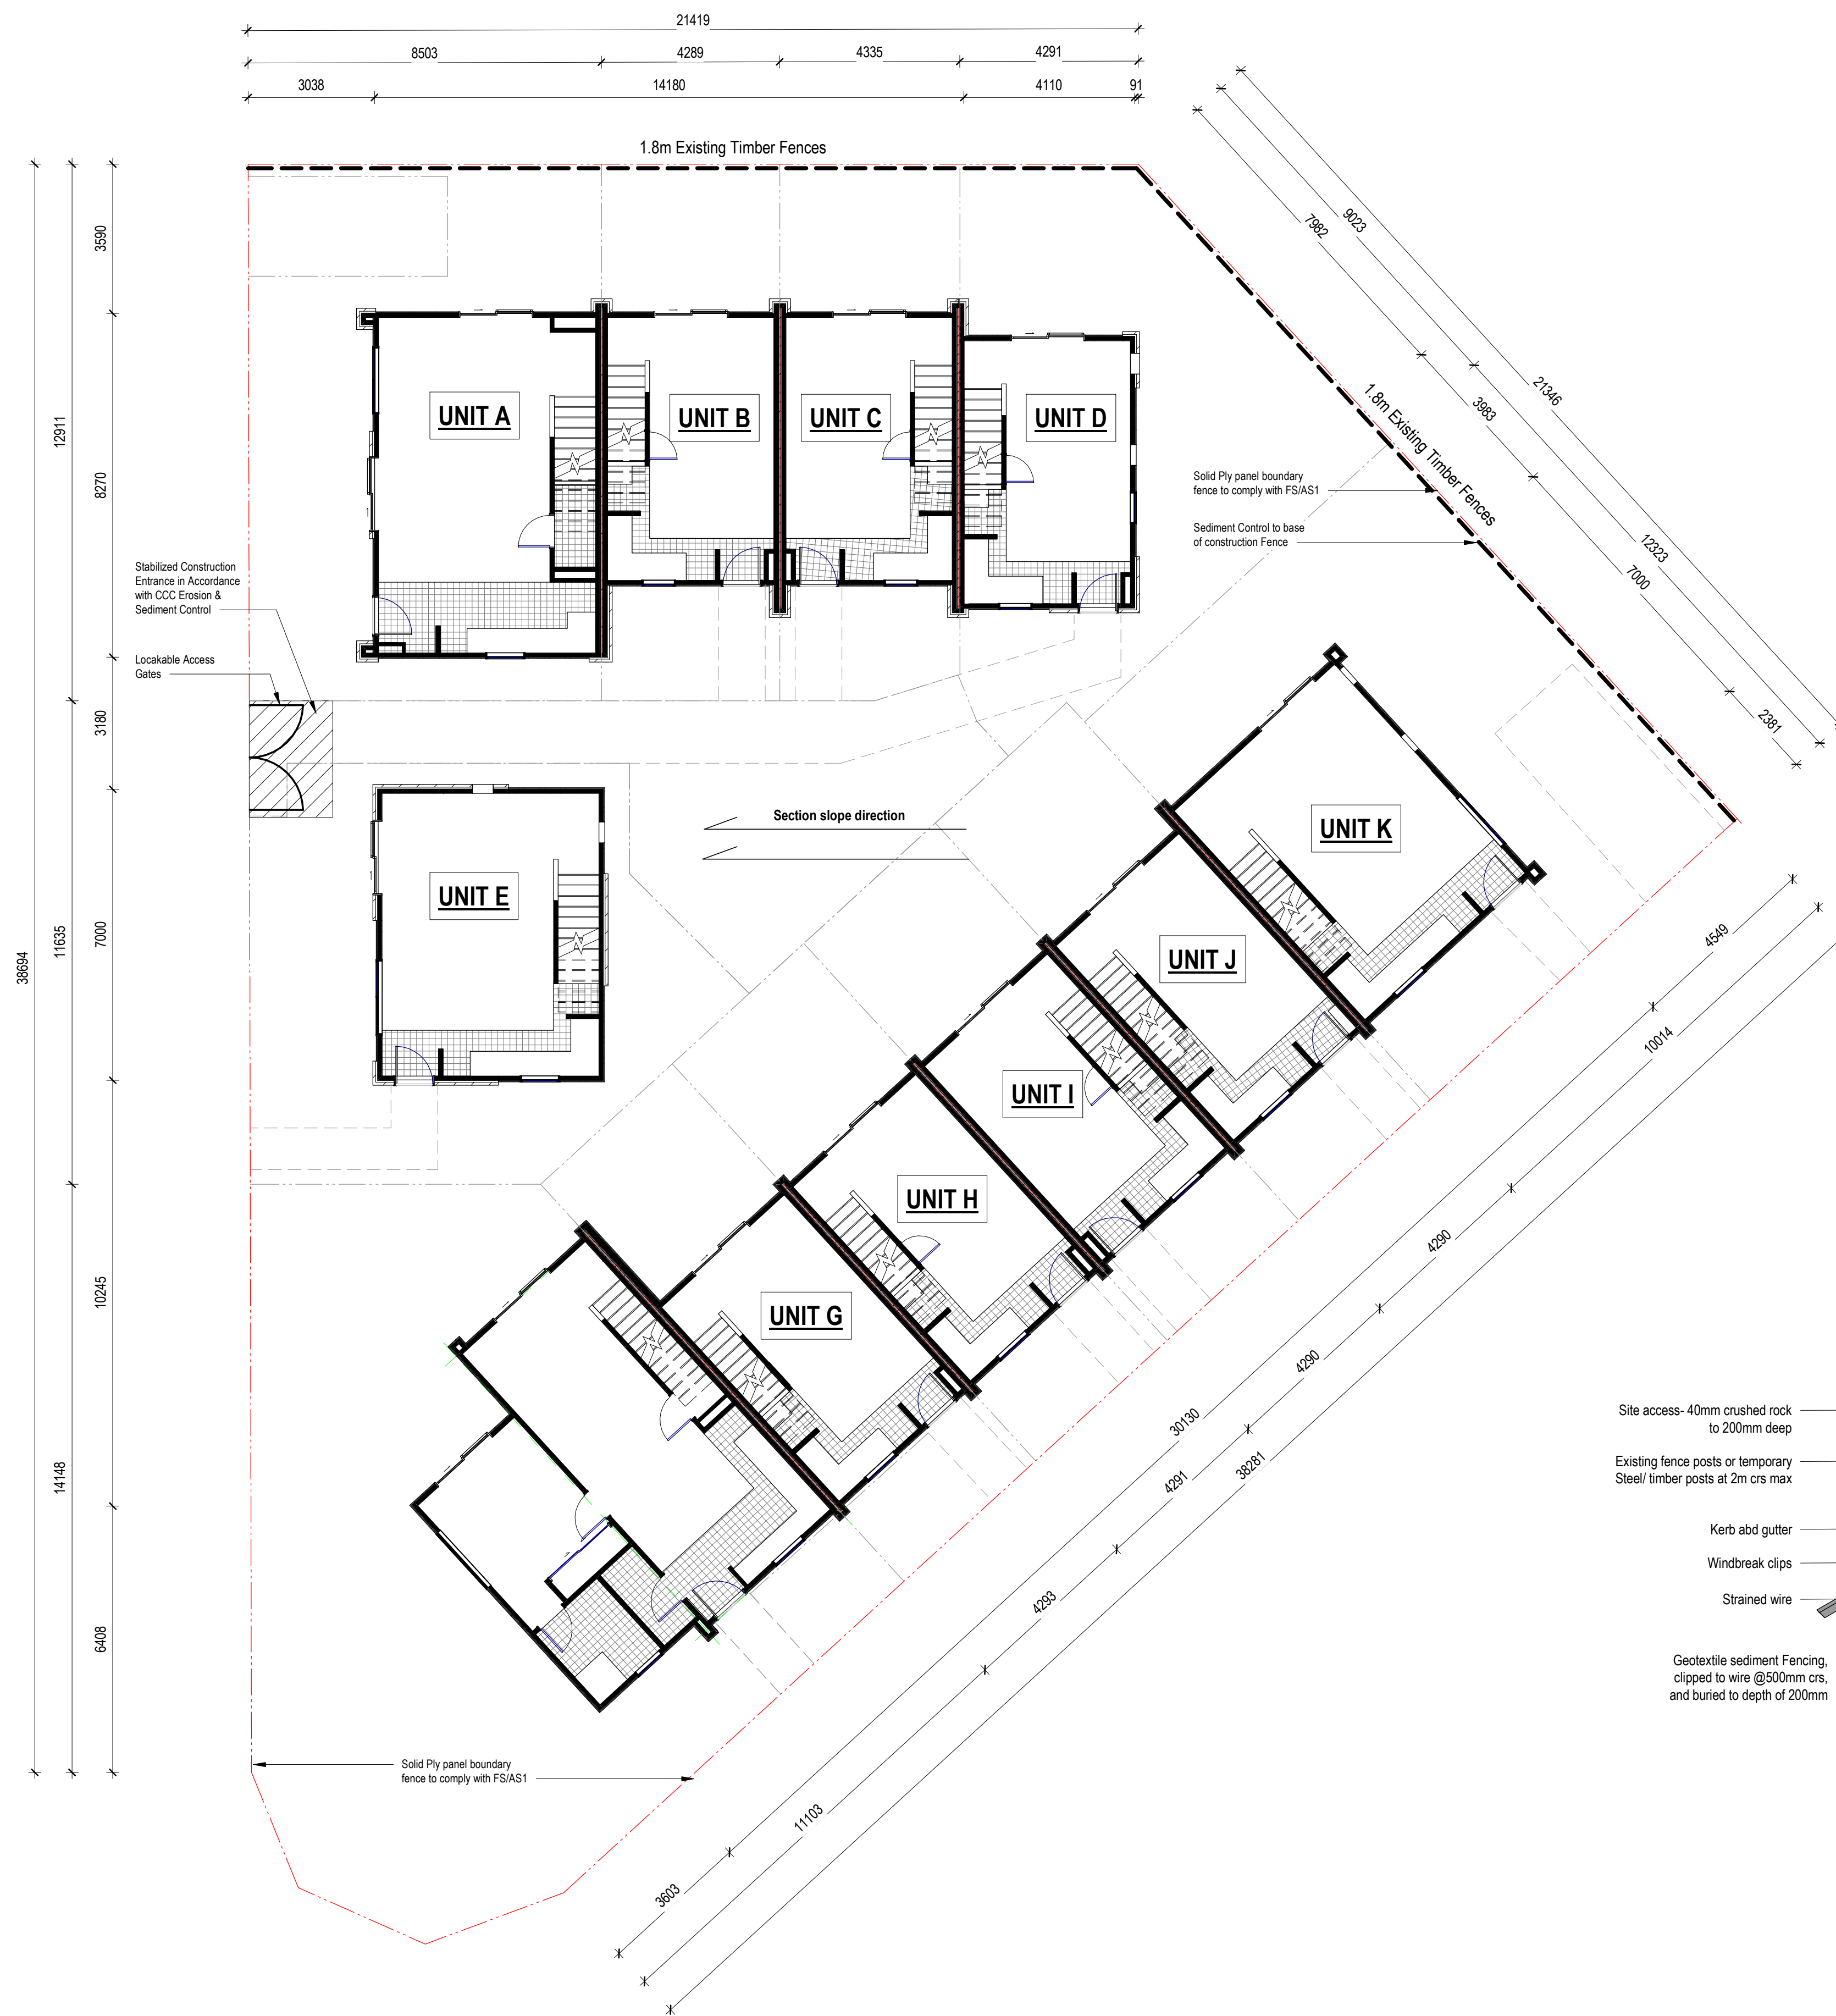 21419
8503
4289
4335
4291
3038
14180
4110
91
1.8m Existing Timber Fences
38694
12911
11635
14148
3590
8270
3180
7000
10245
6408
9023
7982
21346
3983
12323
7000
2381
1.8m Existing Timber Fences
Solid Ply panel boundary
fence to comply with FS/AS1
Sediment Control to base
of construction Fence
UNIT A
UNIT B
UNIT C
UNIT D
Stabilized Construction
Entrance in Accordance
with CCC Erosion &
Sediment Control
Locakable Access
Gates
Section slope direction
UNIT E
UNIT K
UNIT J
UNIT I
UNIT H
UNIT G
4549
10014
4290
4290
30130
38281
4291
4293
11103
3603
Site access- 40mm crushed rock
to 200mm deep
Existing fence posts or temporary
Steel/ timber posts at 2m crs max
Kerb abd gutter
Windbreak clips
Strained wire
Geotextile sediment Fencing,
clipped to wire @500mm crs,
and buried to depth of 200mm
Solid Ply panel boundary
fence to comply with FS/AS1